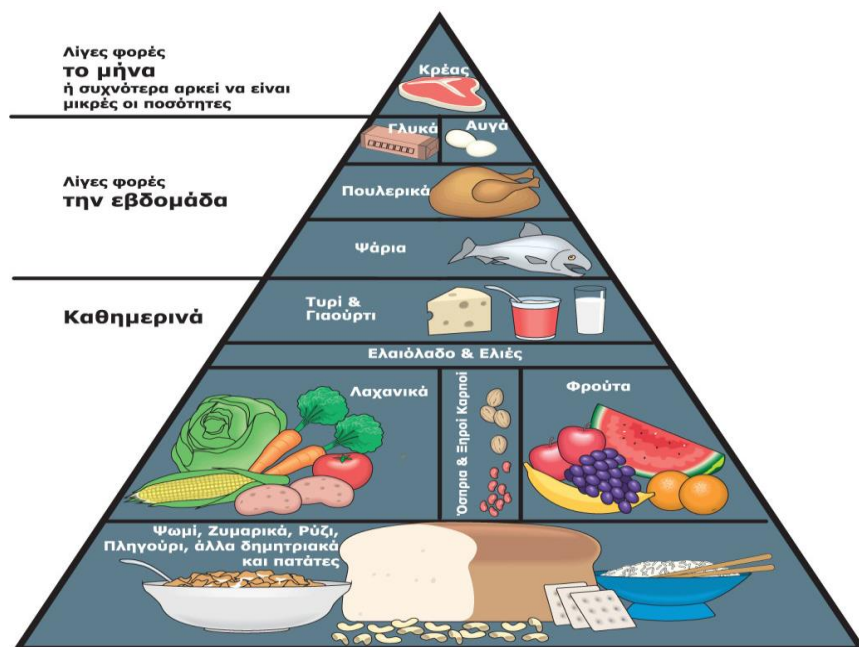 Λίγες φορές
το μήνα
ή συχνότερα αρκεί να είναι
μικρές οι ποσότητες
Κρέας
Γλυκά
Αυγά
Λίγες φορές
την εβδομάδα
Πουλερικά
Ψάρια
Καθημερινά
Τυρί &
Γιαούρτι
Ελαιόλαδο & Ελιές
Λαχανικά
Όσπρια & Ξηροί Καρποί
Φρούτα
Ψωμί, Ζυμαρικά, Ρύζι,
Πληγούρι, άλλα δημητριακά
και πατάτες